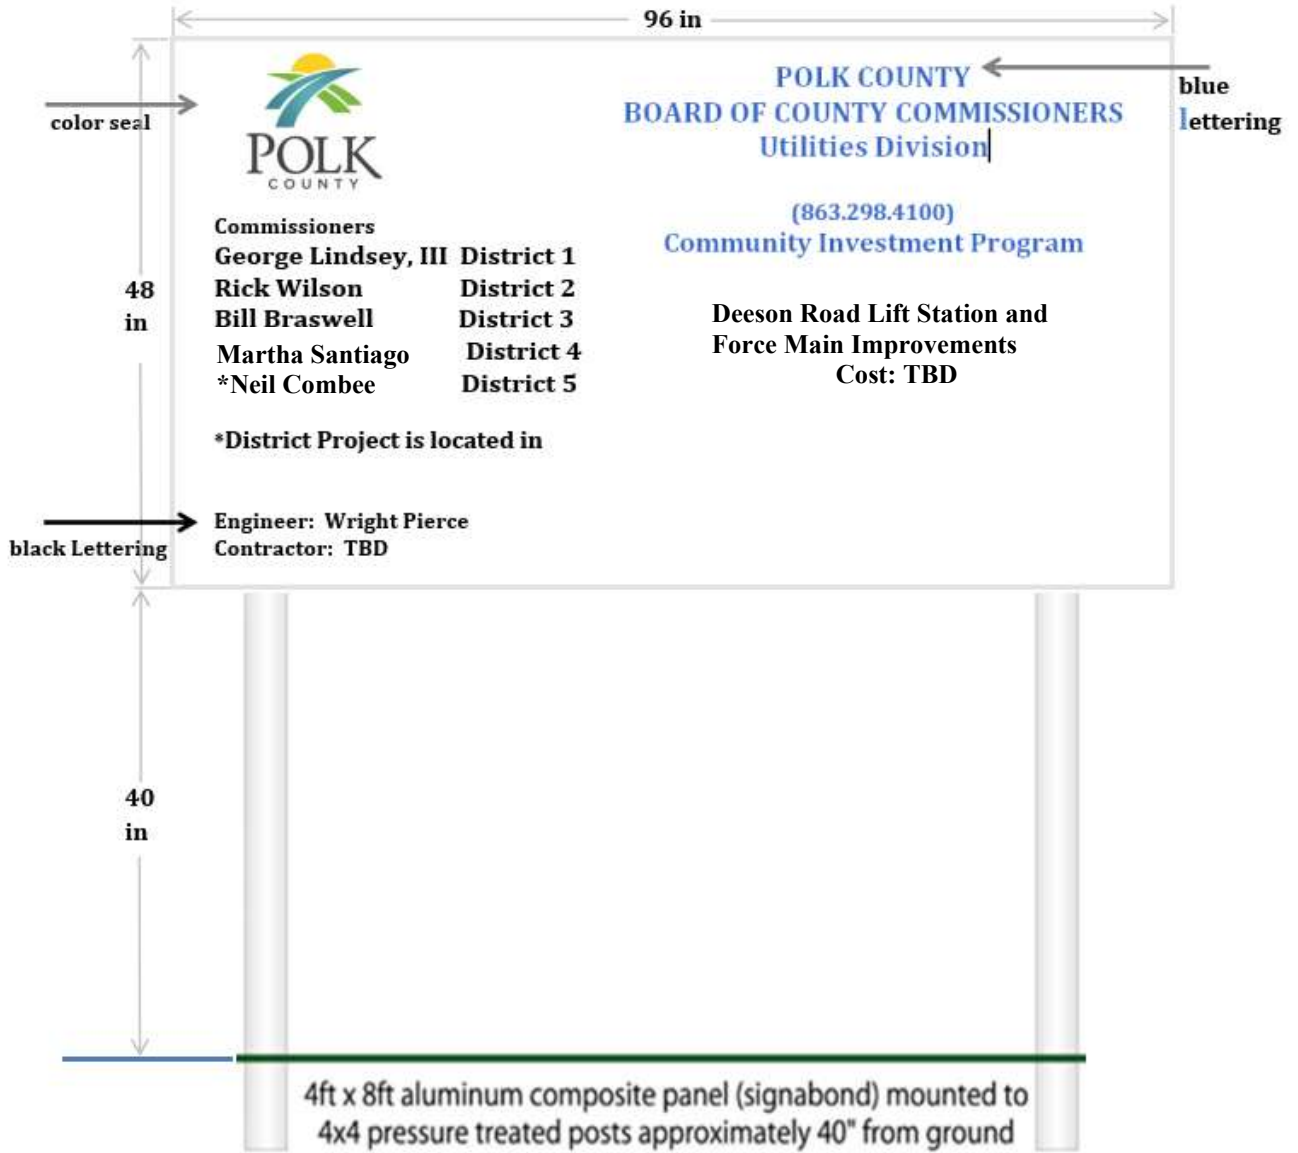 96 in
color seal
POLK
COUNTY
POLK COUNTY
BOARD OF COUNTY COMMISSIONERS
Utilities Division
blue
lettering
(863.298.4100)
Community Investment Program
Commissioners
George Lindsey, III District 1
Rick Wilson District 2
Bill Braswell District 3
Martha Santiago District 4
*Neil Combee District 5
48
in
Deeson Road Lift Station and
Force Main Improvements
Cost: TBD
*District Project is located in
black Lettering
Engineer: Wright Pierce
Contractor: TBD
40
in
4ft x 8ft aluminum composite panel (signabond) mounted to
4x4 pressure treated posts approximately 40" from ground